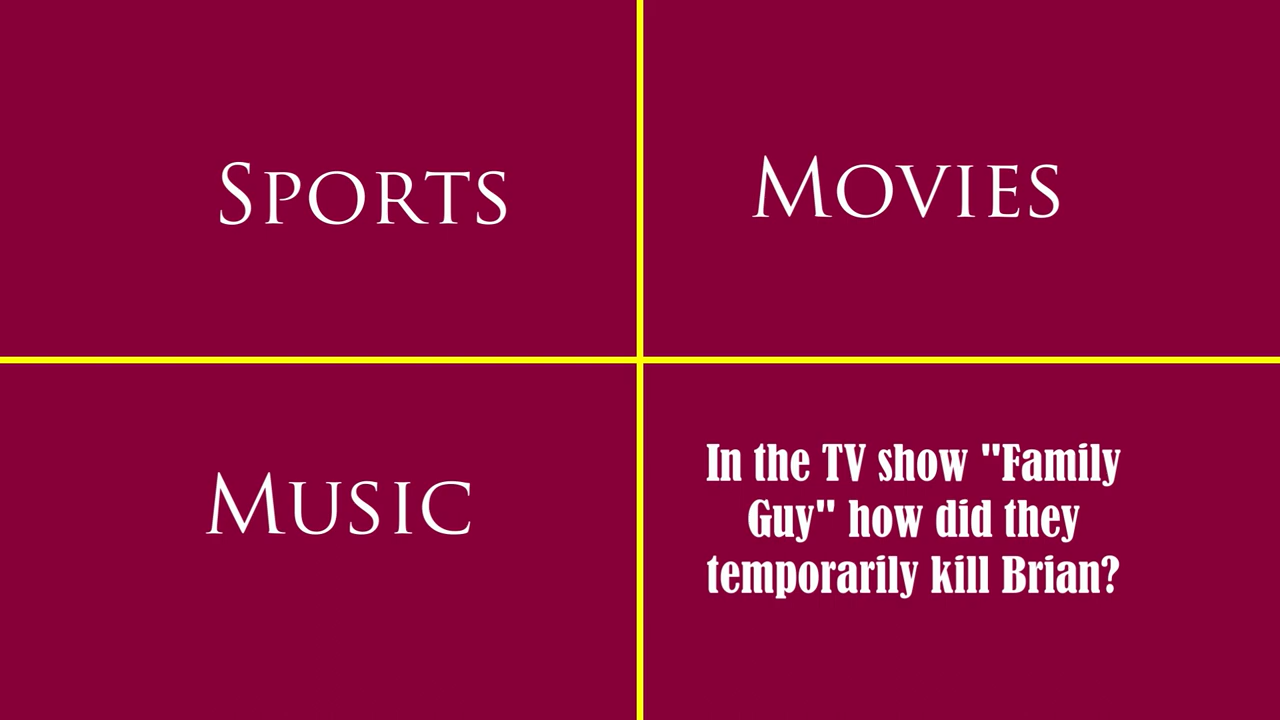 Sports
Movies
Music
In the TV show "Family
Guy" how did they
temporarily kill Brian?